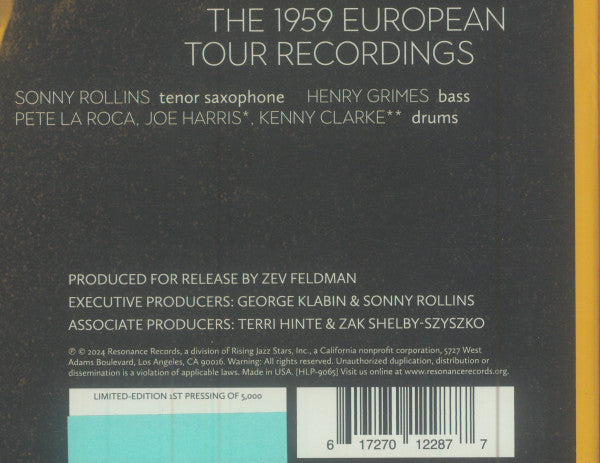 THE 1959 EUROPEAN
TOUR RECORDINGS
SONNY ROLLINS tenor saxophone HENRY GRIMES bass
PETE LA ROCA, JOE HARRIS*, KENNY CLARKE** drums
PRODUCED FOR RELEASE BY ZEV FELDMAN
EXECUTIVE PRODUCERS: GEORGE KLABIN & SONNY ROLLINS
ASSOCIATE PRODUCERS: TERRI HINTE & ZAK SHELBY-SZYSZKO
℗ © 2024 Resonance Records, a division of Rising Jazz Stars, Inc., a California nonprofit corporation, 5727 West
Adams Boulevard, Los Angeles, CA 90016. Warning: All rights reserved. Unauthorized duplication, distribution or
dissemination is a violation of applicable laws. Made in USA. [HLP-9065] Visit us online at www.resonancerecords.org.
LIMITED-EDITION 1ST PRESSING OF 5,000
6 17270 12287 7